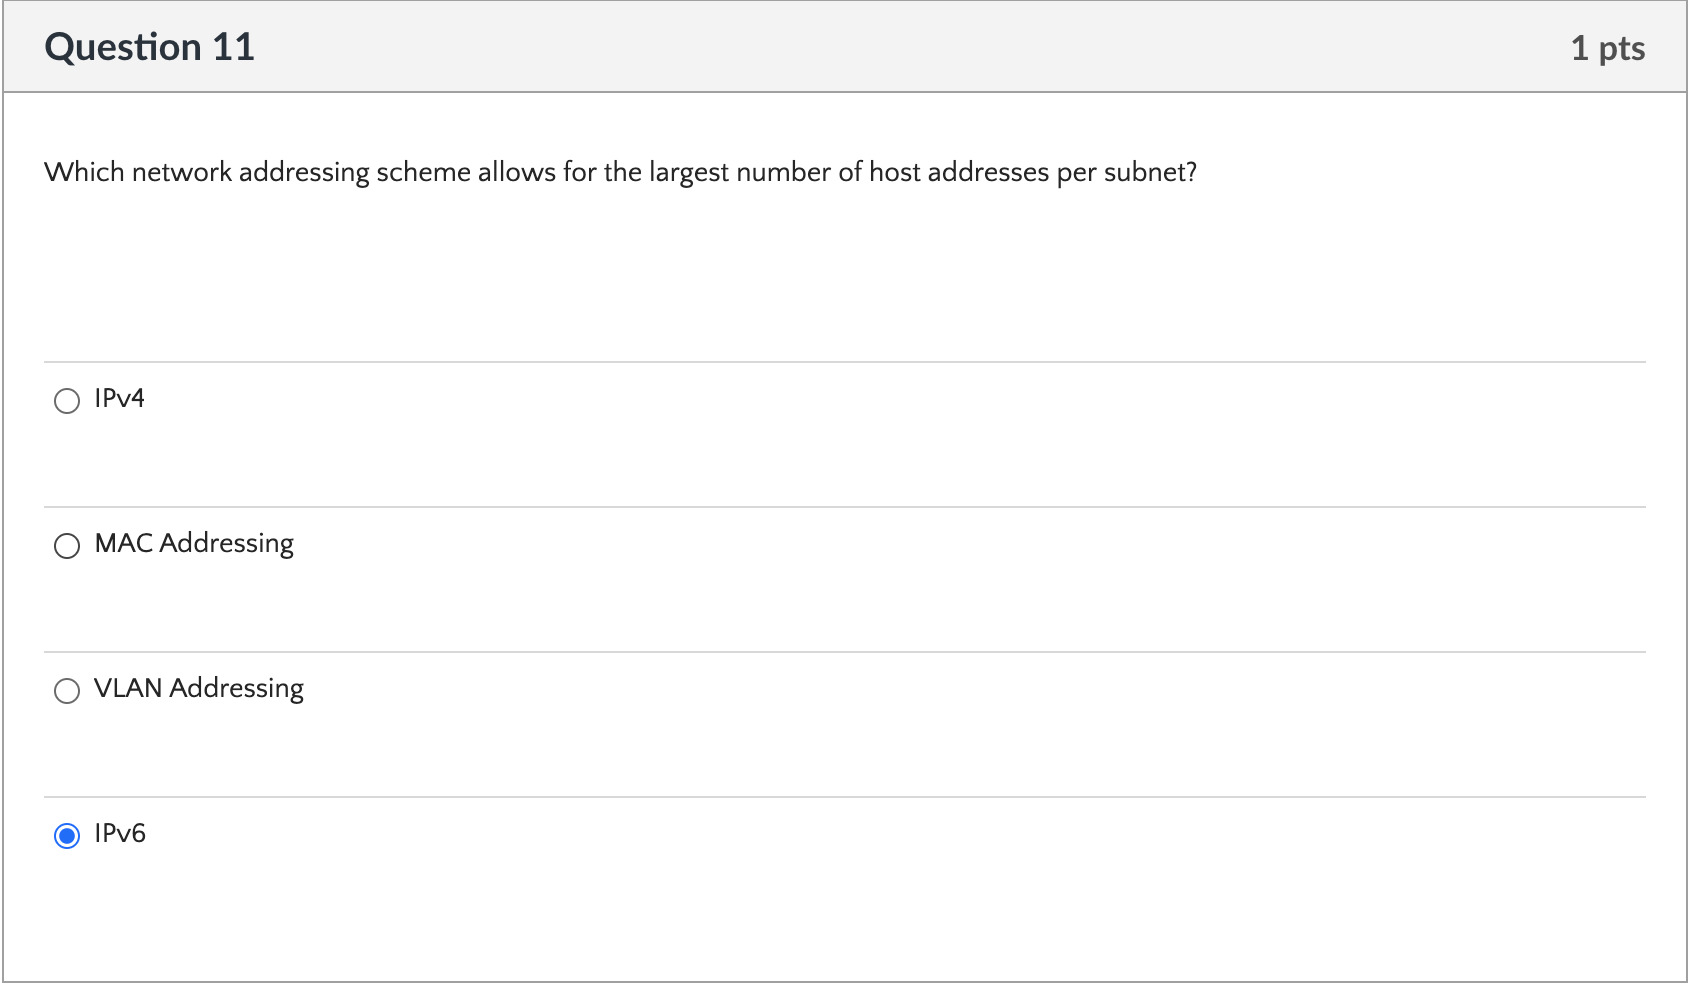 Question 11
1 pts
Which network addressing scheme allows for the largest number of host addresses per subnet?
IPv4
MAC Addressing
VLAN Addressing
IPv6